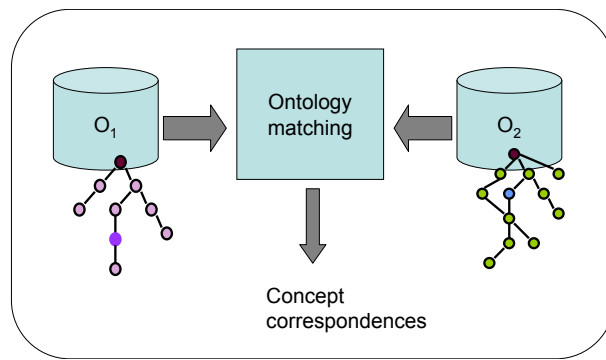 O₁
Ontology
matching
O₂
Concept
correspondences